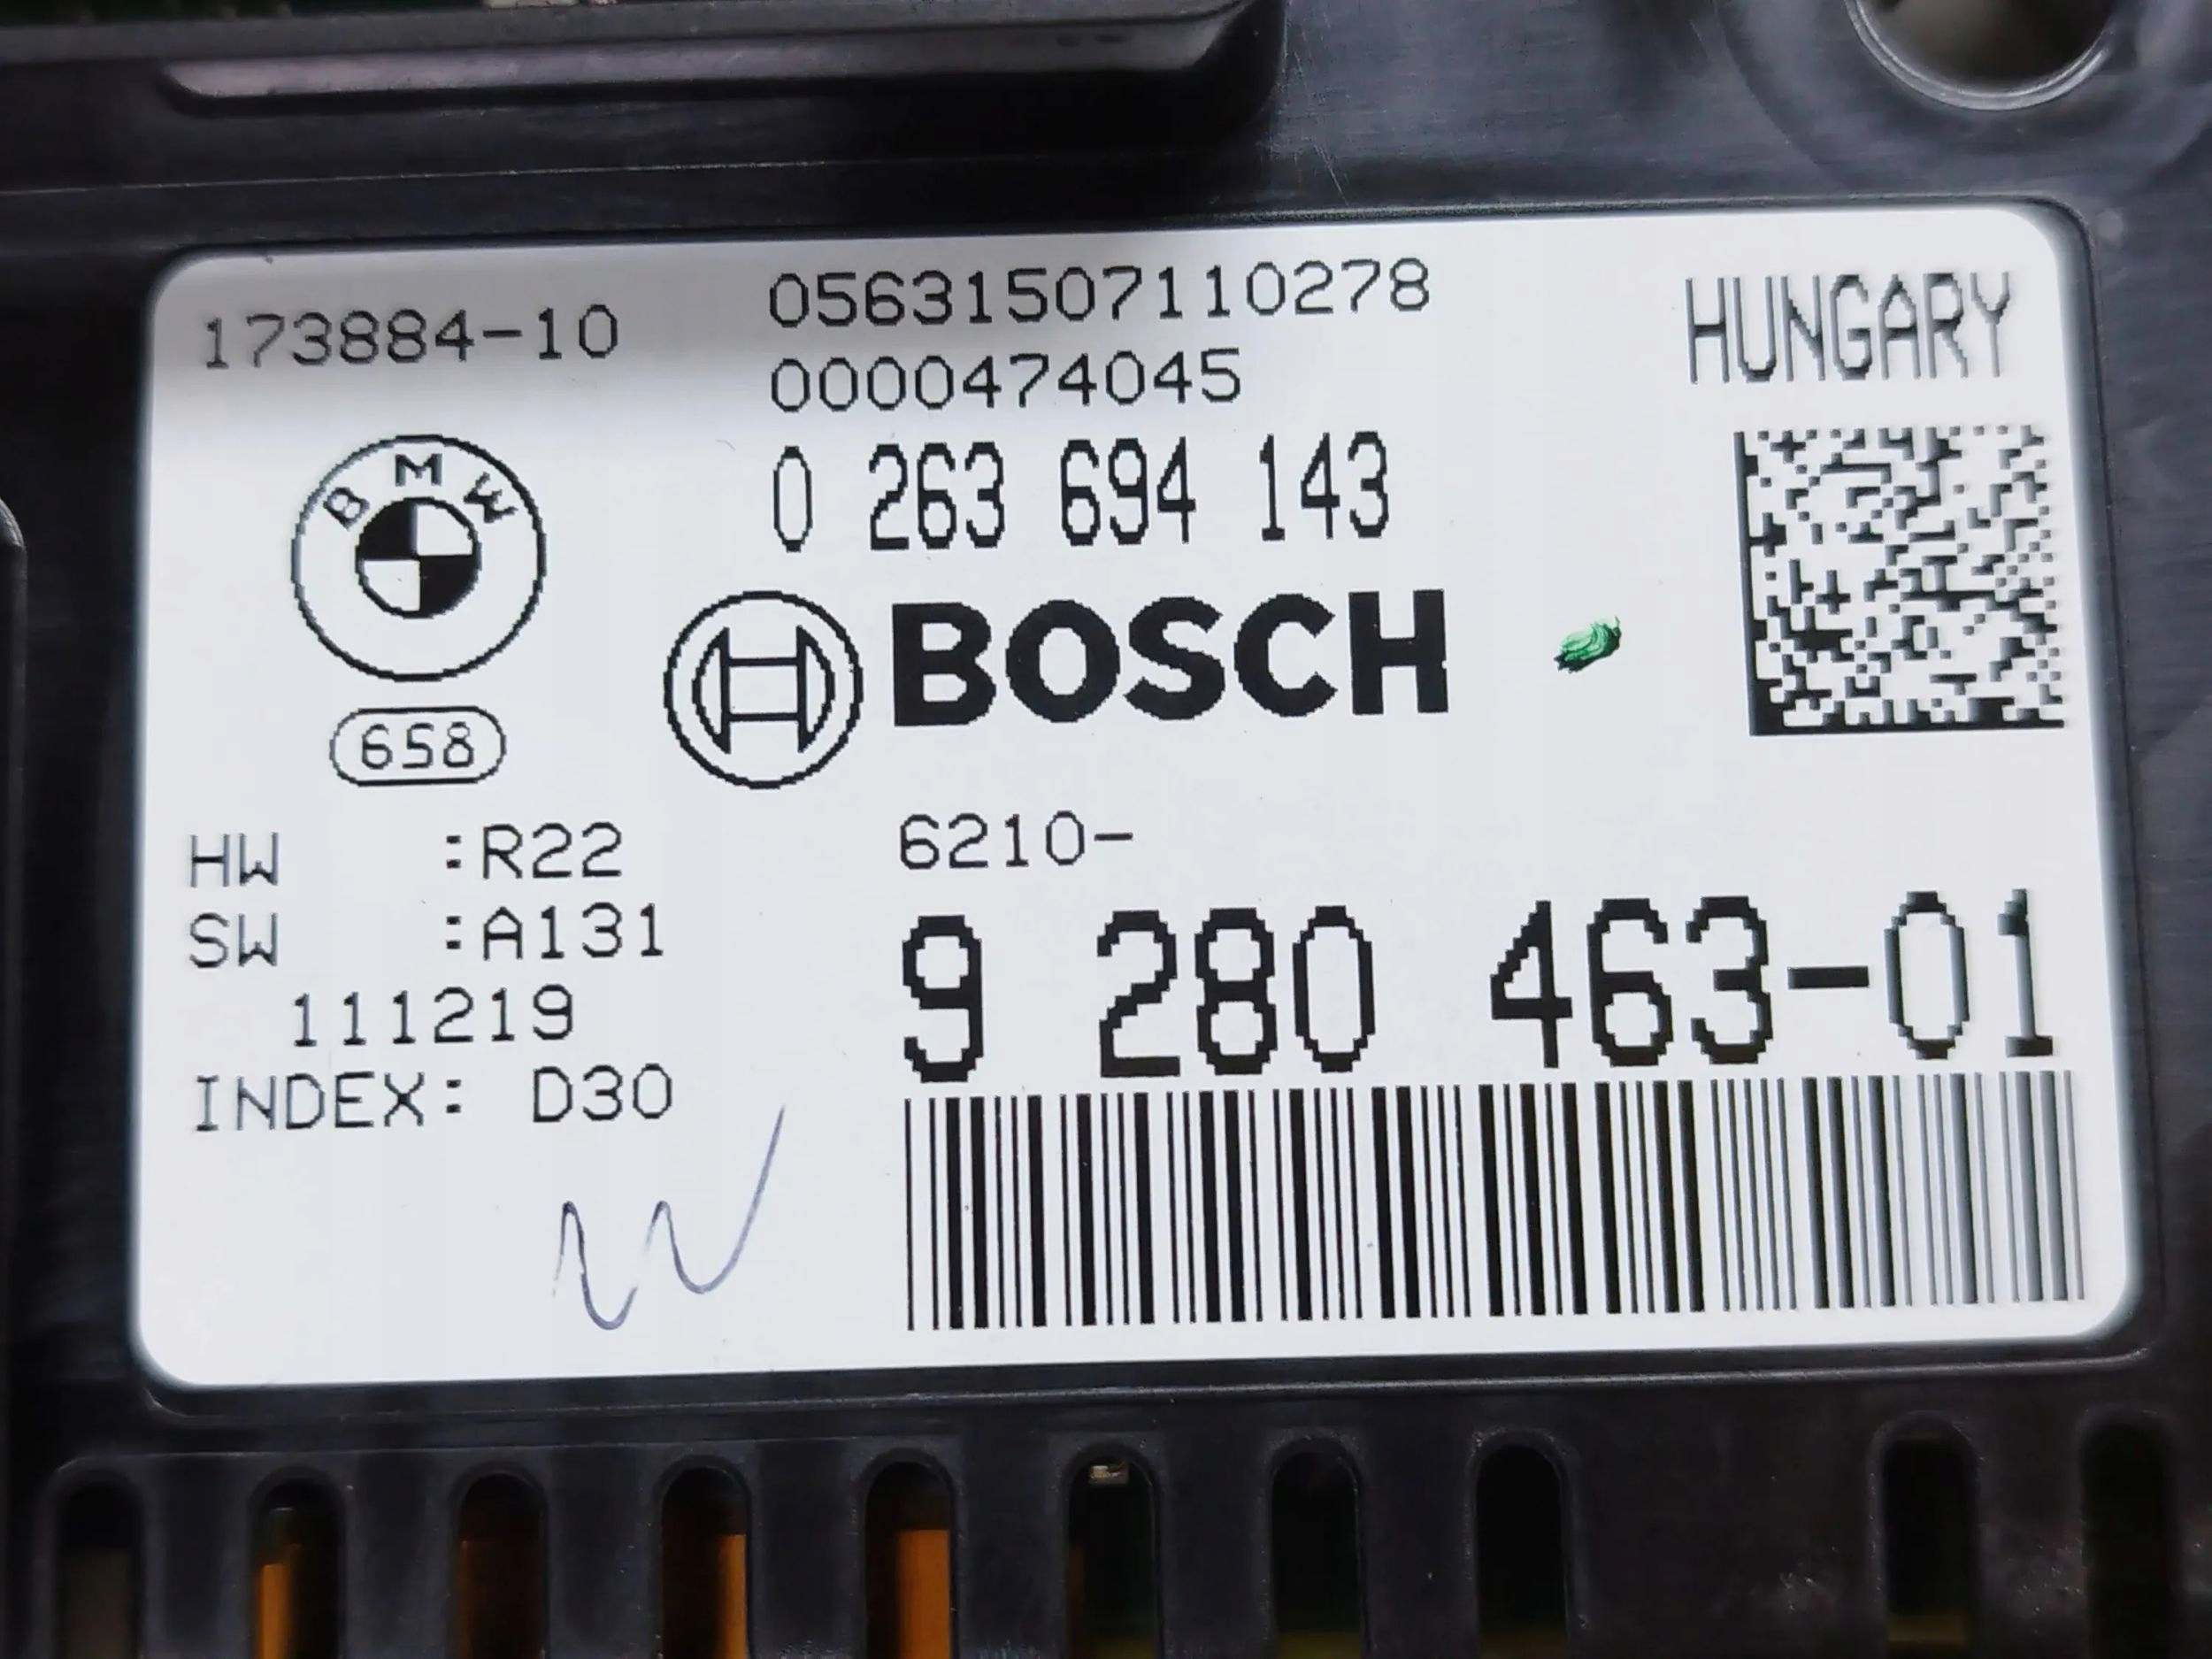 173884-10
05631507110278
0000474045
HUNGARY
0 263 694 143
BMW
BOSCH
658
HW :R22
SW :A131
111219
INDEX: D30
6210-
9 280 463-01